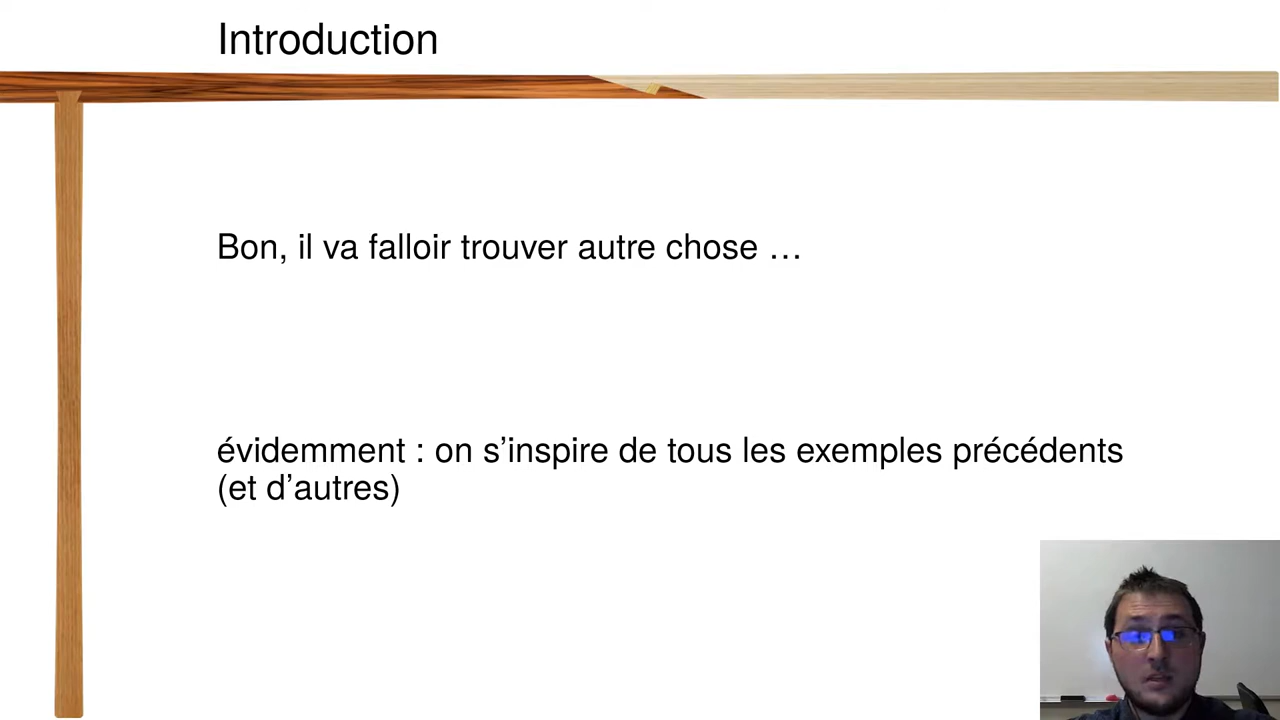 Introduction
Bon, il va falloir trouver autre chose …
évidemment : on s’inspire de tous les exemples précédents
(et d’autres)